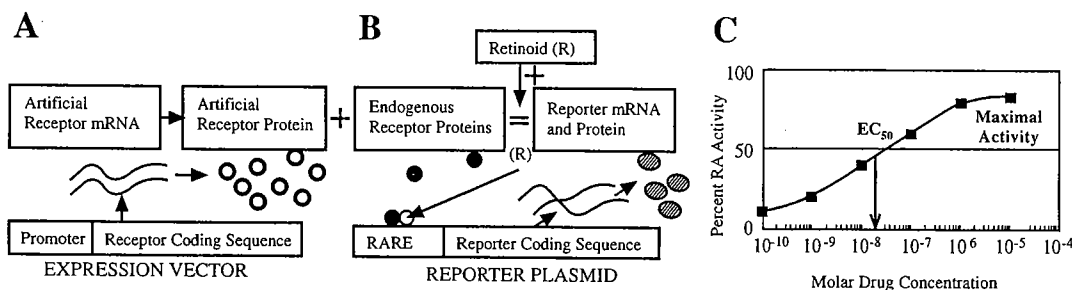 A
Artificial
Receptor mRNA
Artificial
Receptor Protein
+
Promoter
Receptor Coding Sequence
EXPRESSION VECTOR
B
Retinoid (R)
+
Endogenous
Receptor Proteins
=
Reporter mRNA
and Protein
(R)
RARE
Reporter Coding Sequence
REPORTER PLASMID
C
Percent RA Activity
100
50
0
EC50
Maximal
Activity
10-10 10-9 10-8 10-7 106 10-5 10-4
Molar Drug Concentration